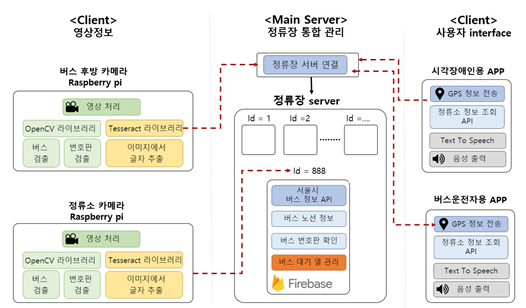 <Client>
영상정보
버스 후방 카메라
Raspberry pi
영상 처리
OpenCV 라이브러리
Tesseract 라이브러리
버스
검출
번호판
검출
이미지에서
글자 추출
정류소 카메라
Raspberry pi
영상 처리
OpenCV 라이브러리
Tesseract 라이브러리
버스
검출
번호판
검출
이미지에서
글자 추출
<Main Server>
정류장 통합 관리
정류장 서버 연결
정류장 server
Id = 1
Id =2
Id =....
........
Id = 888
서울시
버스 정보 API
버스 노선 정보
버스 번호판 확인
버스 대기 열 관리
Firebase
<Client>
사용자 interface
시각장애인용 APP
GPS 정보 전송
정류소 정보 조회
API
Text To Speech
음성 출력
버스운전자용 APP
GPS 정보 전송
정류소 정보 조회
API
Text To Speech
음성 출력